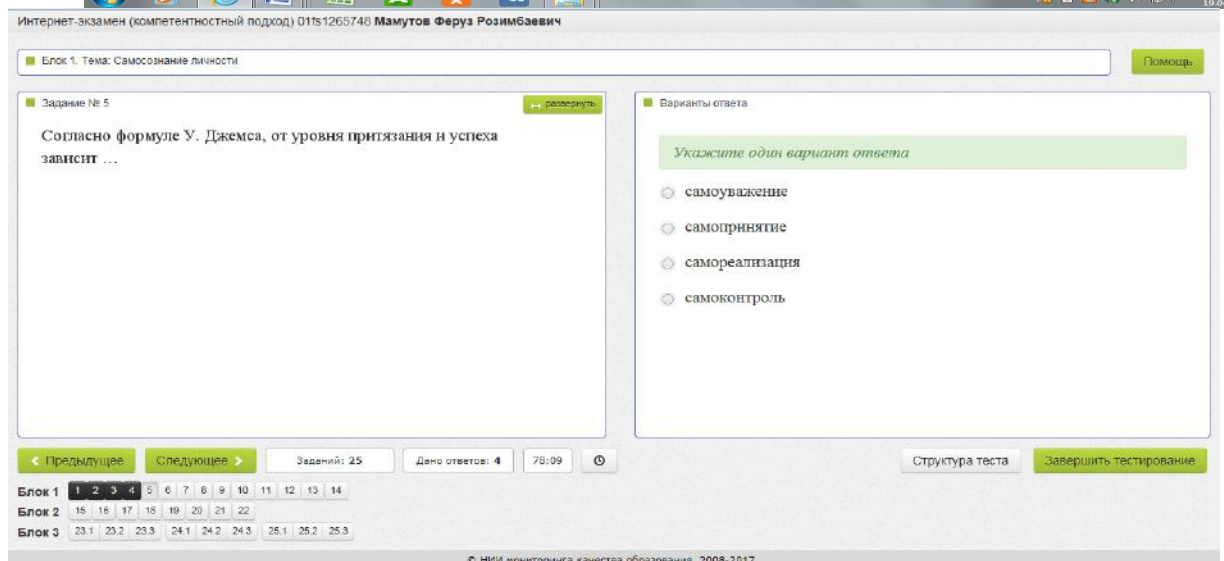 19.04
Интернет-экзамен (компетентностный подход) 01fs1265748 Мамутов Феруз Розимбаевич
Блок 1. Тема: Самосознание личности
Помощь
Задание № 5
развернуть
Согласно формуле У. Джемса, от уровня притязания и успеха
зависит ...
Варианты ответа
Укажите один вариант ответа
самоуважение
самопринятие
самореализация
самоконтроль
Предыдущее
Следующее
Заданий: 25
Дано ответов: 4
78:09
Структура теста
Завершить тестирование
Блок 1 1 2 3 4 5 6 7 8 9 10 11 12 13 14
Блок 2 15 16 17 18 19 20 21 22
Блок 3 23.1 23.2 23.3 24.1 24.2 24.3 25.1 25.2 25.3
© НИИ мониторинга качества образования, 2008-2017